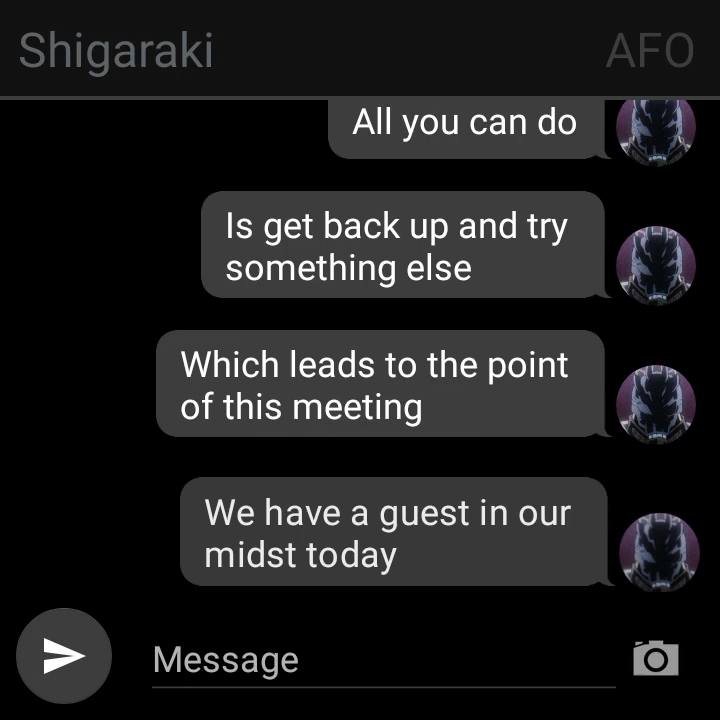 Shigaraki AFO
All you can do
Is get back up and try
something else
Which leads to the point
of this meeting
We have a guest in our
midst today
Message